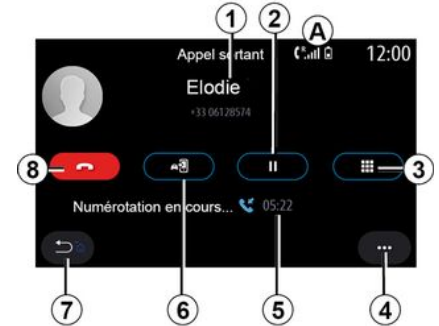 1 2 A
Appel sortant R 12:00
Elodie
+33 06128574
8 3
Numérotation en cours... 05:22
7 6 5 4